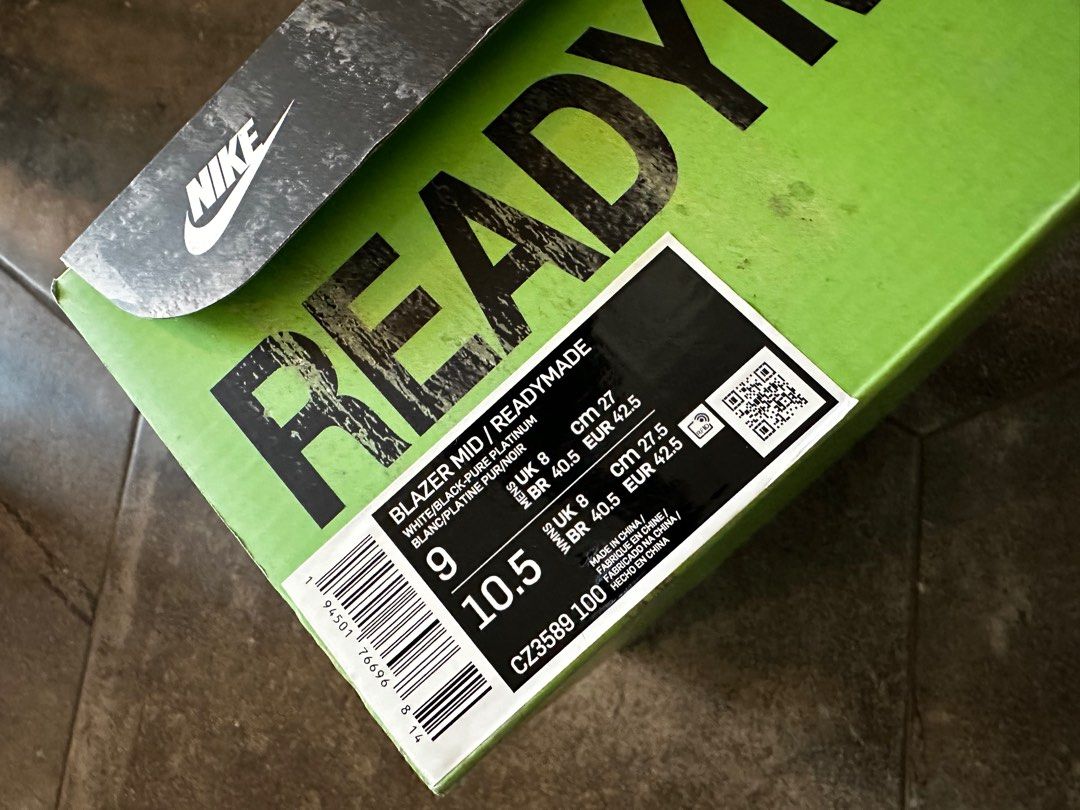 NIKE
READY
BLAZER MID / READYMADE
WHITE/BLACK-PURE PLATINUM
BLANC/PLATINE PUR/NOIR
9
MENS UK 8 cm 27
BR 40.5 EUR 42.5
10.5
WMNS UK 8 cm 27.5
BR 40.5 EUR 42.5
CZ3589 100
MADE IN CHINA/
FABRIQUE EN CHINE/
FABRICADO NA CHINA/
HECHO EN CHINA
1 94501 76696 8 14